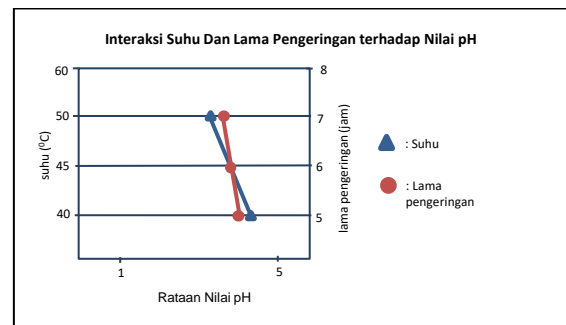 Interaksi Suhu Dan Lama Pengeringan terhadap Nilai pH
60
50
45
40
suhu (⁰C)
8
7
6
5
lama pengeringan (jam)
: Suhu
: Lama
pengeringan
1 5
Rataan Nilai pH